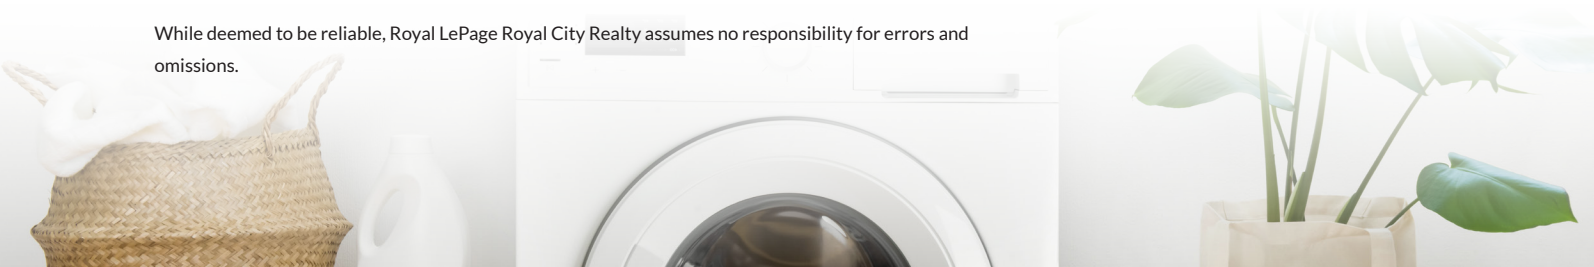 While deemed to be reliable, Royal LePage Royal City Realty assumes no responsibility for errors and
omissions.